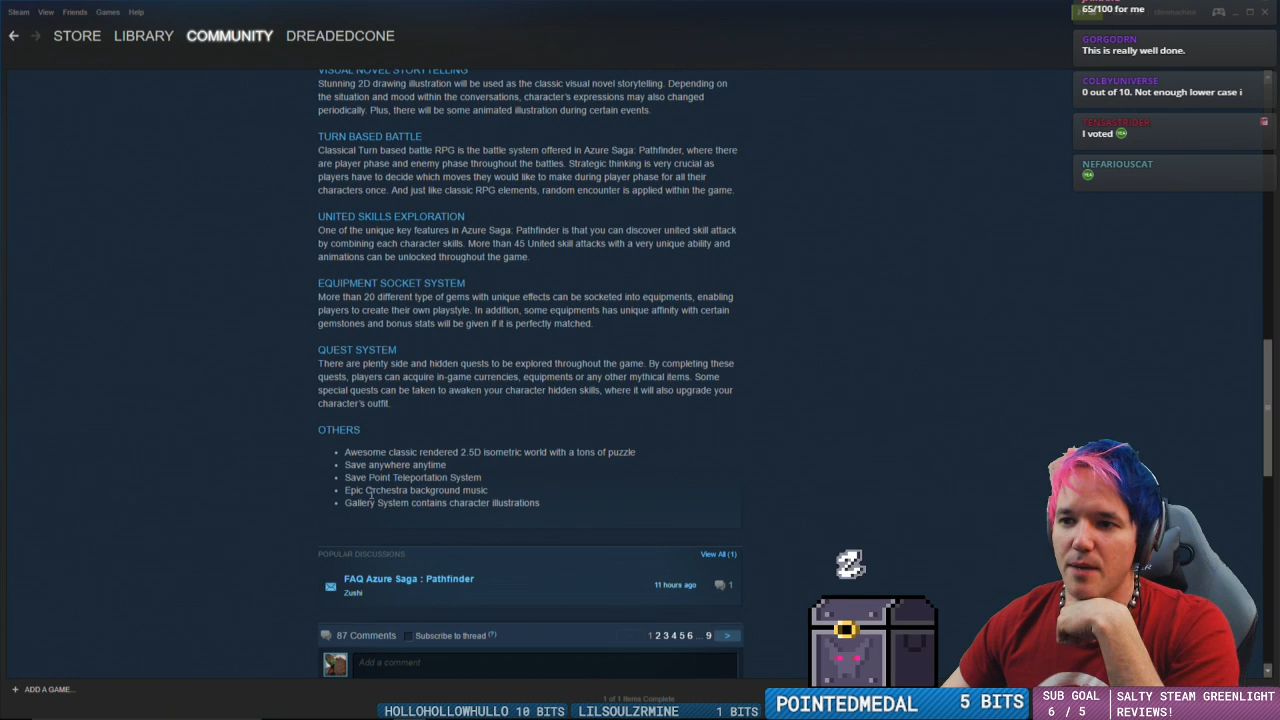 Steam View Friends Games Help
STORE LIBRARY COMMUNITY DREADEDCONE
VISUAL NOVEL STORYTELLING
Stunning 2D drawing illustration will be used as the classic visual novel storytelling. Depending
on the situation and mood within the conversations, character's expressions may also changed
periodically. Plus, there will be some animated illustration during certain events.
TURN BASED BATTLE
Classical Turn based battle RPG is the battle system offered in Azure Saga: Pathfinder, where there
are player phase and enemy phase throughout the battles. Strategic thinking is very crucial as
players have to decide which moves they would like to make during player phase for all their
characters once. And just like classic RPG elements, random encounter is applied within the game.
UNITED SKILLS EXPLORATION
One of the unique key features in Azure Saga: Pathfinder is that you can discover united skill attack
by combining each character skills. More than 45 United skill attacks with a very unique ability and
animations can be unlocked throughout the game.
EQUIPMENT SOCKET SYSTEM
More than 20 different type of gems with unique effects can be socketed into equipments, enabling
players to create their own playstyle. In addition, some equipments has unique affinity with certain
gemstones and bonus stats will be given if it is perfectly matched.
QUEST SYSTEM
There are plenty side and hidden quests to be explored throughout the game. By completing these
quests, players can acquire in-game currencies, equipments or any other mythical items. Some
special quests can be taken to awaken your character hidden skills, where it will also upgrade your
character's outfit.
OTHERS
• Awesome classic rendered 2.5D isometric world with a tons of puzzle
• Save anywhere anytime
• Save Point Teleportation System
• Epic Orchestra background music
• Gallery System contains character illustrations
POPULAR DISCUSSIONS View All (1)
FAQ Azure Saga : Pathfinder
Zushi
11 hours ago 1
87 Comments Subscribe to thread (?) 1 2 3 4 5 6 ... 9 >
Add a comment
+ ADD A GAME...
1 of 1 Items Complete
65/100 for me
GORGODRN
This is really well done.
COLBYUNIVERSE
0 out of 10. Not enough lower case i
TENSASTRIDER
I voted
NEFARIOUSCAT
HOLLOHOLLOWHULLO 10 BITS LILSOULZRMINE 1 BITS
POINTEDMEDAL 5 BITS
SUB GOAL
6 / 5
SALTY STEAM GREENLIGHT
REVIEWS!